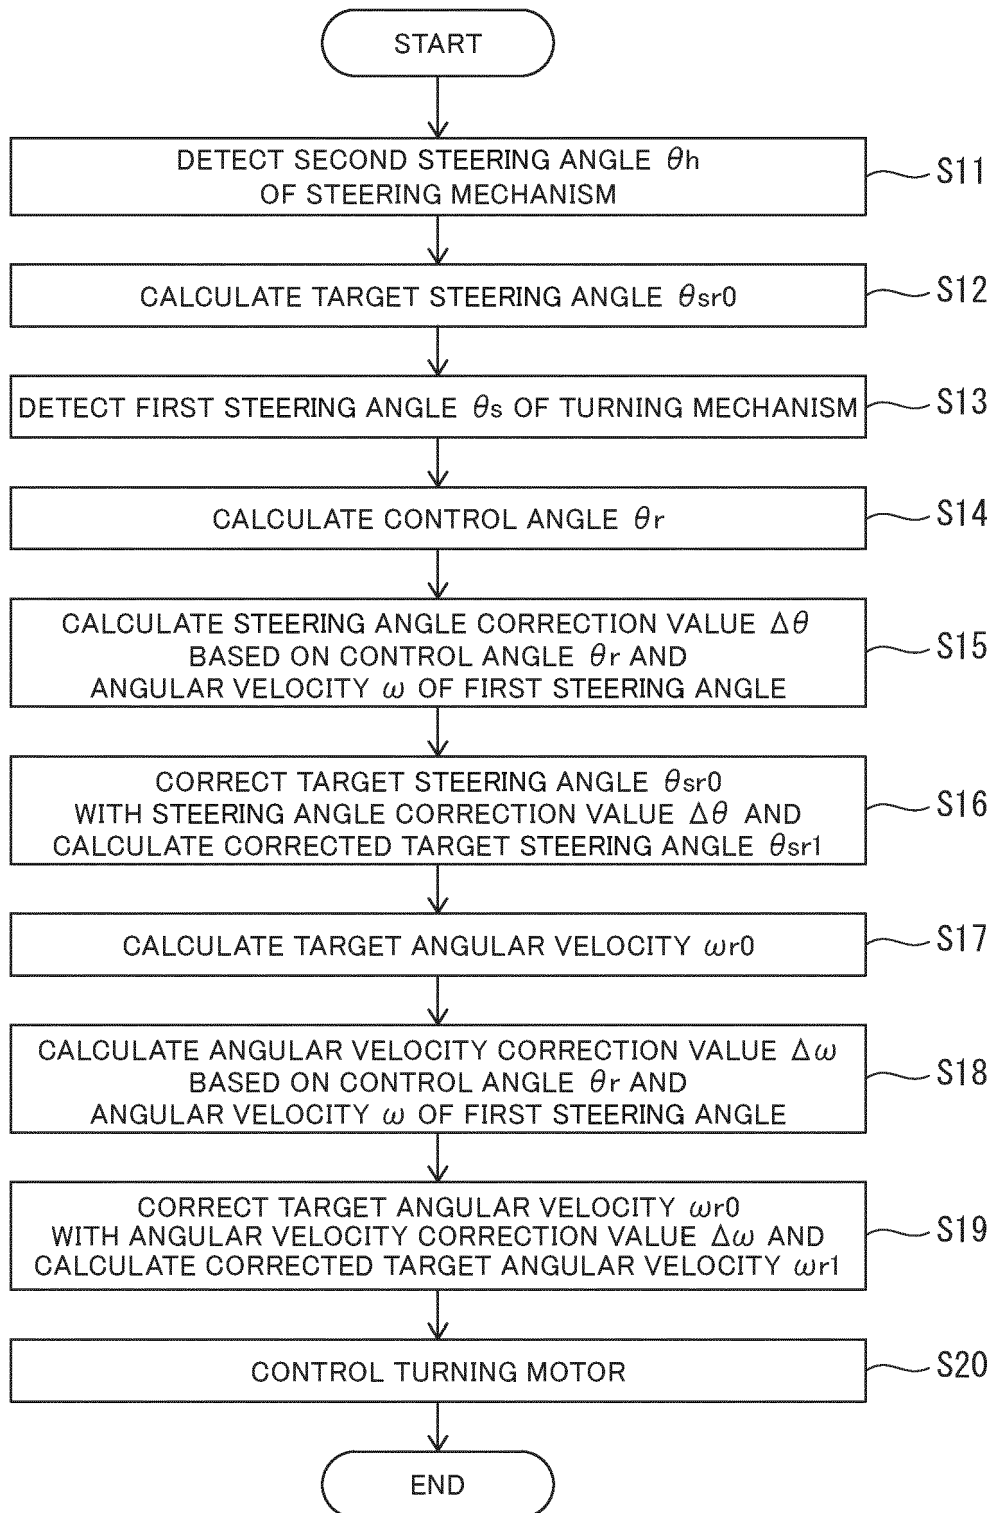 START
DETECT SECOND STEERING ANGLE θh
OF STEERING MECHANISM
S11
CALCULATE TARGET STEERING ANGLE θsr0
S12
DETECT FIRST STEERING ANGLE θs OF TURNING MECHANISM
S13
CALCULATE CONTROL ANGLE θr
S14
CALCULATE STEERING ANGLE CORRECTION VALUE Δθ
BASED ON CONTROL ANGLE θr AND
ANGULAR VELOCITY ω OF FIRST STEERING ANGLE
S15
CORRECT TARGET STEERING ANGLE θsr0
WITH STEERING ANGLE CORRECTION VALUE Δθ AND
CALCULATE CORRECTED TARGET STEERING ANGLE θsr1
S16
CALCULATE TARGET ANGULAR VELOCITY ωr0
S17
CALCULATE ANGULAR VELOCITY CORRECTION VALUE Δω
BASED ON CONTROL ANGLE θr AND
ANGULAR VELOCITY ω OF FIRST STEERING ANGLE
S18
CORRECT TARGET ANGULAR VELOCITY ωr0
WITH ANGULAR VELOCITY CORRECTION VALUE Δω AND
CALCULATE CORRECTED TARGET ANGULAR VELOCITY ωr1
S19
CONTROL TURNING MOTOR
S20
END